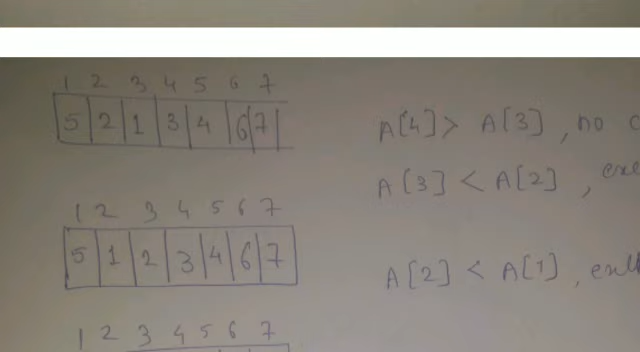 1 2 3 4 5 6 7
5 2 1 3 4 6 7
A[4] > A[3], no
A[3] < A[2],
1 2 3 4 5 6 7
5 1 2 3 4 6 7
A[2] < A[1],
1 2 3 4 5 6 7